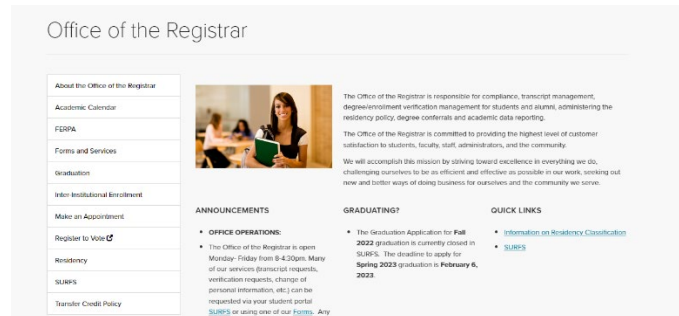 Office of the Registrar
About the Office of the Registrar
Academic Calendar
FERPA
Forms and Services
Graduation
Inter-Institutional Enrollment
Make an Appointment
Register to Vote
Residency
SURFS
Transfer Credit Policy
The Office of the Registrar is responsible for compliance, transcript management,
degree/enrollment verification management for students and alumni, administering the
residency policy, degree conferrals and academic data reporting.
The Office of the Registrar is committed to providing the highest level of customer
satisfaction to students, faculty, staff, administrators, and the community.
We will accomplish this mission by striving toward excellence in everything we do,
challenging ourselves to be as efficient and effective as possible in our work, seeking out
new and better ways of doing business for ourselves and the community we serve.
ANNOUNCEMENTS
• OFFICE OPERATIONS:
• The Office of the Registrar is open
Monday- Friday from 8-4:30pm. Many
of our services (transcript requests,
verification requests, change of
personal information, etc.) can be
requested via your student portal
SURFS or using one of our Forms. Any
GRADUATING?
• The Graduation Application for Fall
2022 graduation is currently closed in
SURFS. The deadline to apply for
Spring 2023 graduation is February 6,
2023.
QUICK LINKS
• Information on Residency Classification
• SURFS